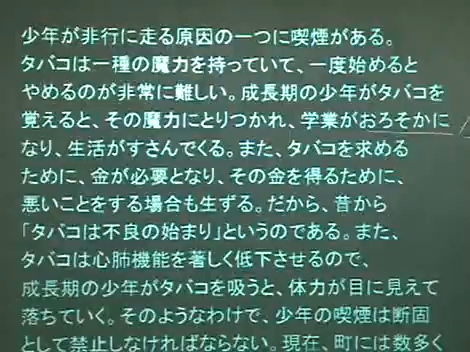 少年が非行に走る原因の一つに喫煙がある。
タバコは一種の魔力を持っていて、一度始めると
やめるのが非常に難しい。成長期の少年がタバコを
覚えると、その魔力にとりつかれ、学業がおろそかに
なり、生活がすさんでくる。また、タバコを求める
ために、金が必要となり、その金を得るために、
悪いことをする場合も生ずる。だから、昔から
「タバコは不良の始まり」というのである。また、
タバコは心肺機能を著しく低下させるので、
成長期の少年がタバコを吸うと、体力が目に見えて
落ちていく。そのようなわけで、少年の喫煙は断固
として禁止しなければならない。現在、町には数多く